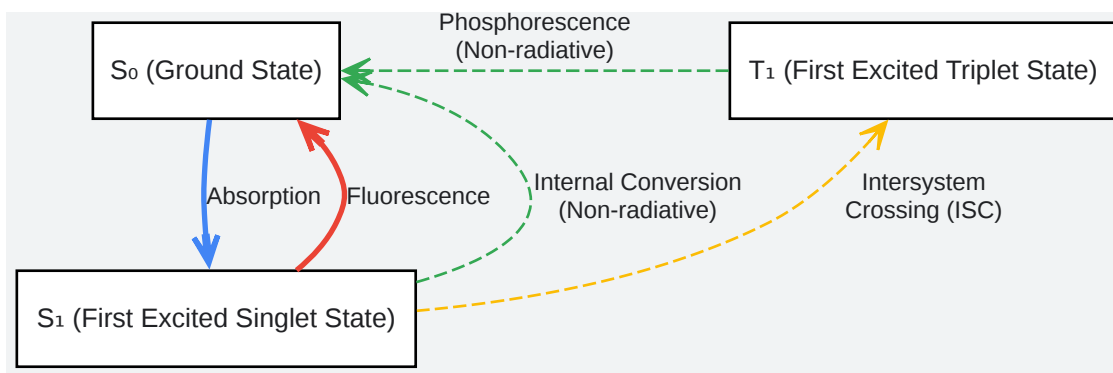 Phosphorescence
(Non-radiative)
S₀ (Ground State)
T₁ (First Excited Triplet State)
Absorption
Fluorescence
Internal Conversion
(Non-radiative)
Intersystem
Crossing (ISC)
S₁ (First Excited Singlet State)